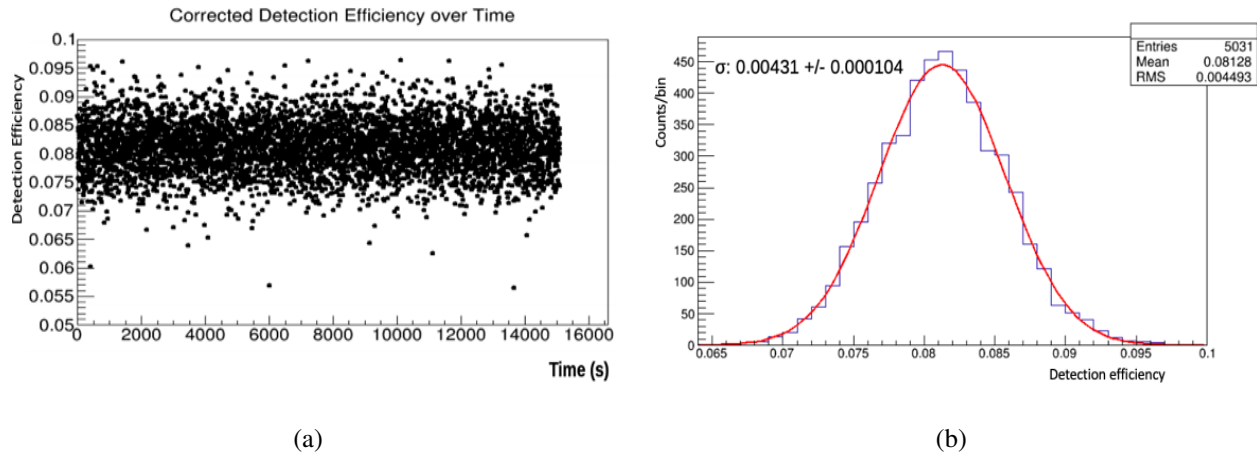 Corrected Detection Efficiency over Time
Detection Efficiency
0.1
0.095
0.09
0.085
0.08
0.075
0.07
0.065
0.06
0.055
0.05
0 2000 4000 6000 8000 10000 12000 14000 16000
Time (s)
(a)
σ: 0.00431 +/- 0.000104
Entries 5031
Mean 0.08128
RMS 0.004493
Counts/bin
450
400
350
300
250
200
150
100
50
0
0.065 0.07 0.075 0.08 0.085 0.09 0.095 0.1
Detection efficiency
(b)